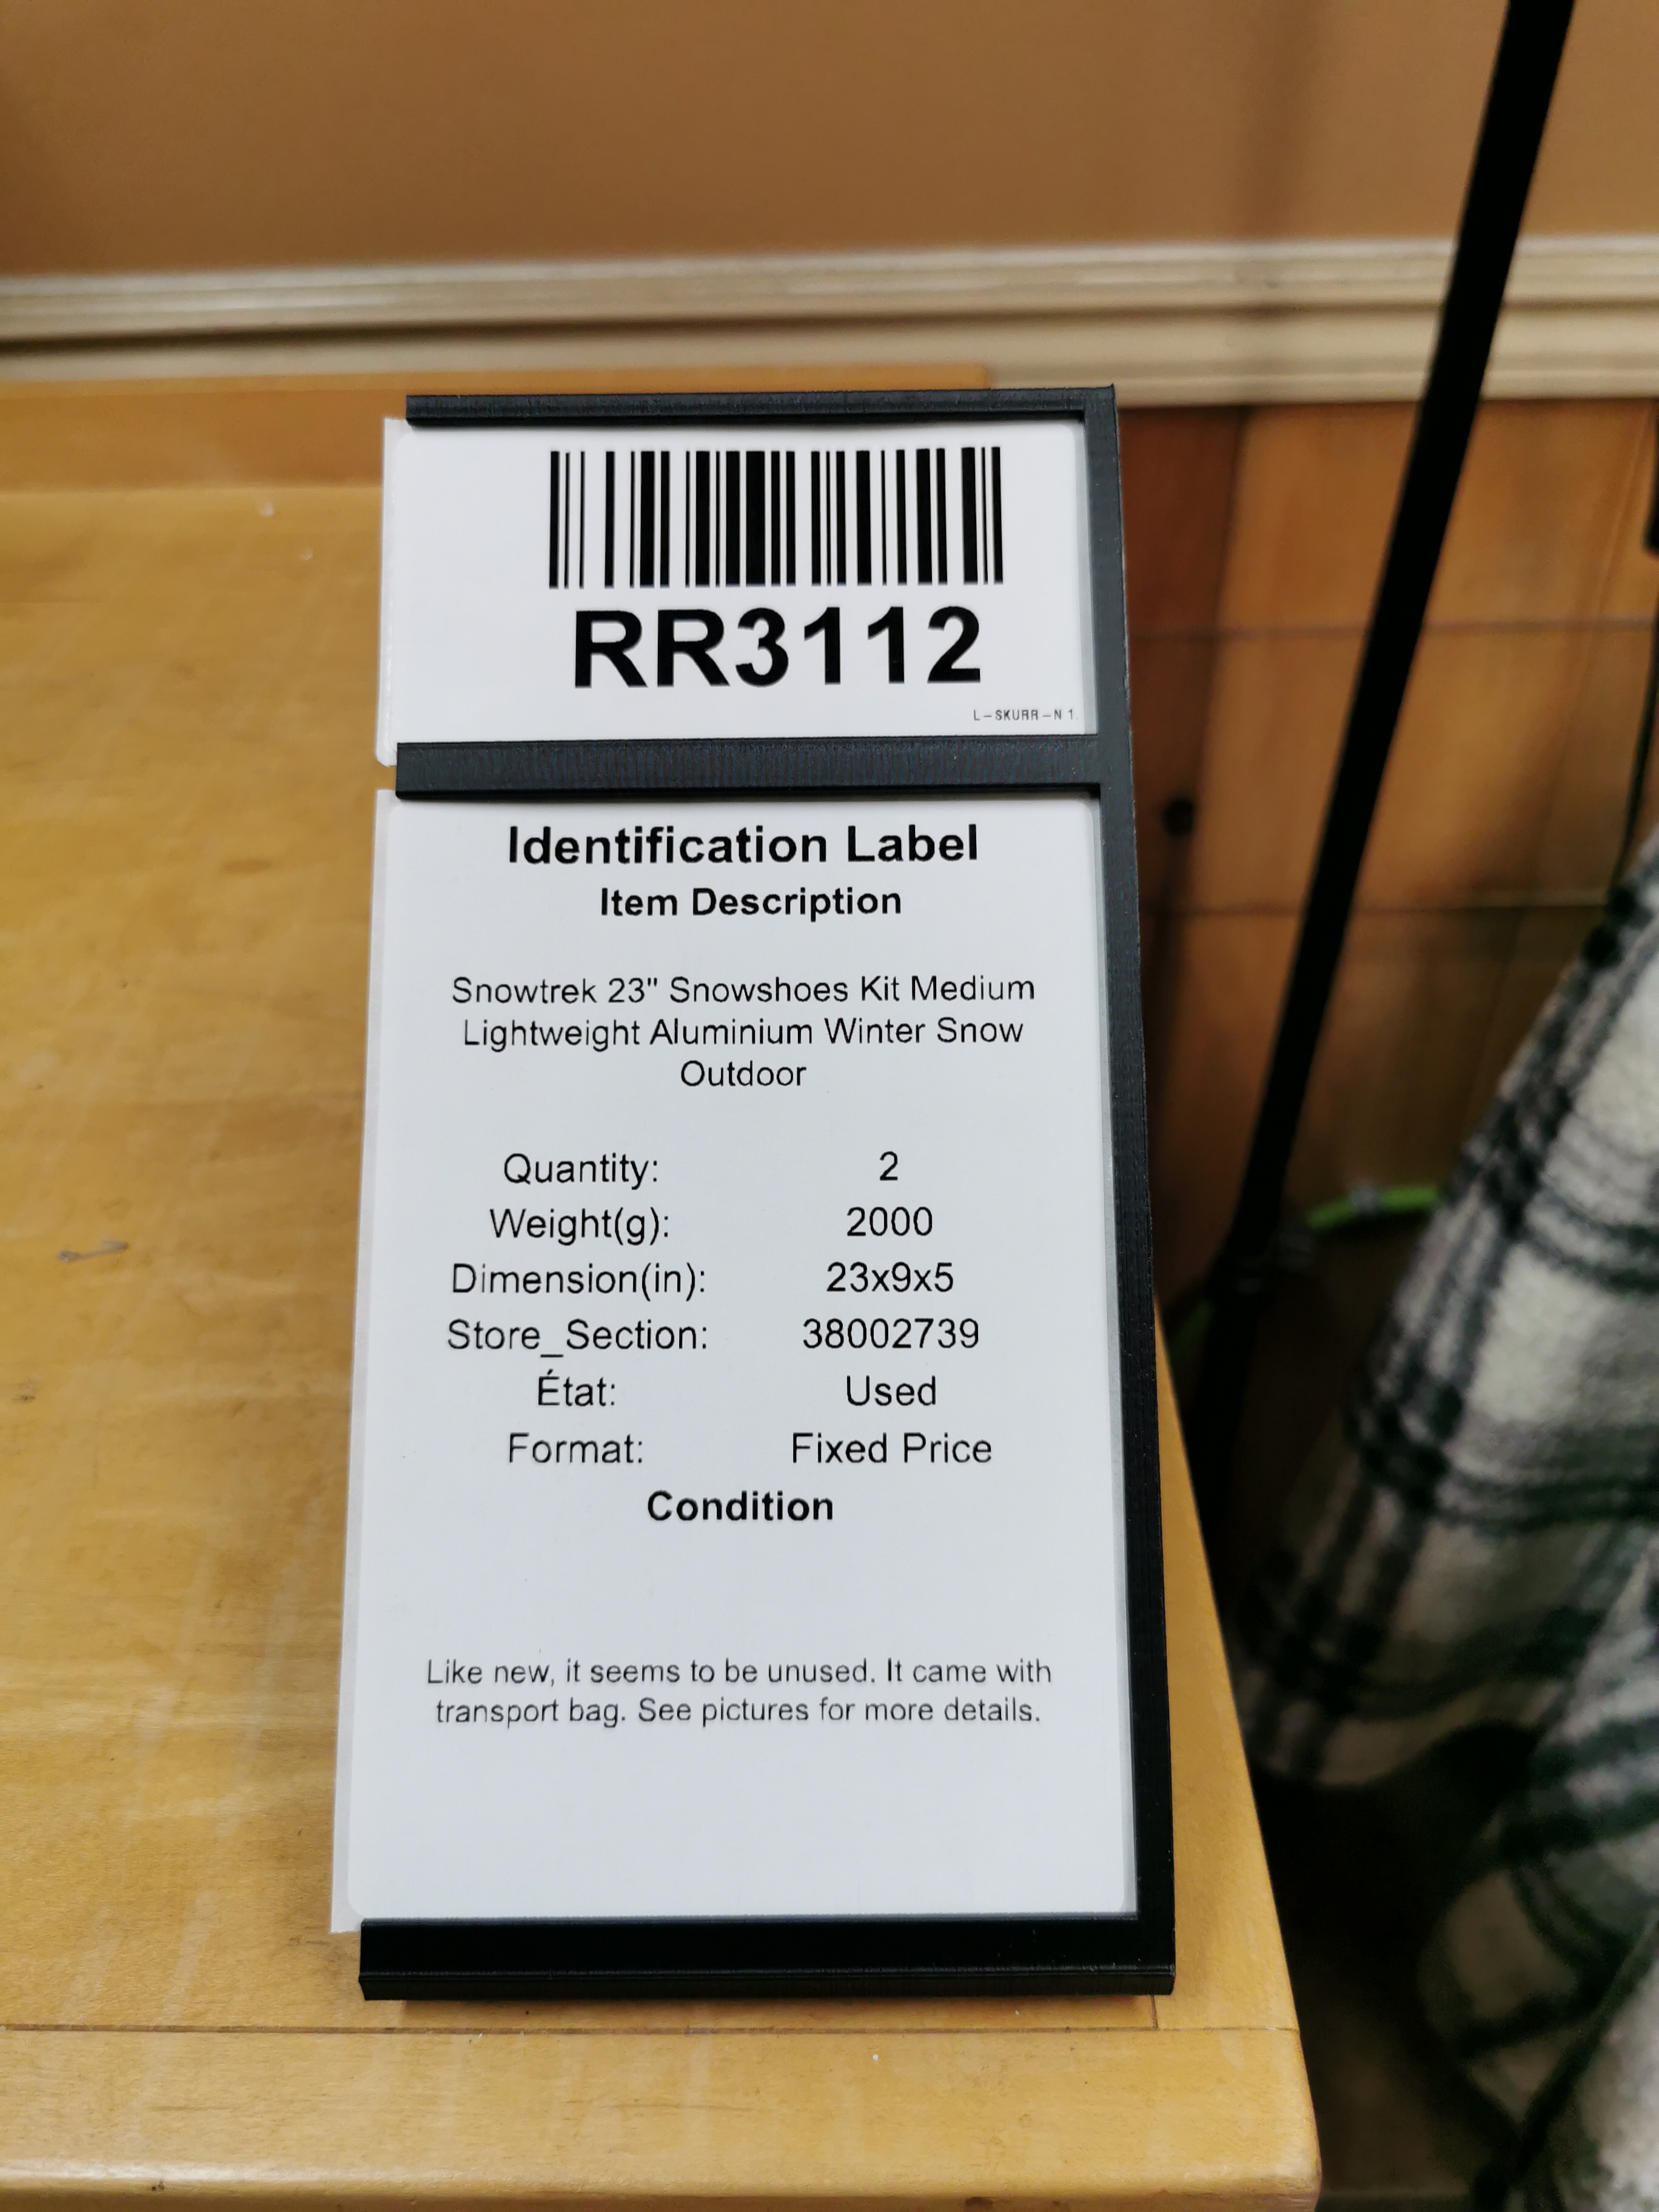 RR3112
L-SKURR-N 1.
Identification Label
Item Description
Snowtrek 23" Snowshoes Kit Medium
Lightweight Aluminium Winter Snow
Outdoor
Quantity: 2
Weight(g): 2000
Dimension(in): 23x9x5
Store_Section: 38002739
État: Used
Format: Fixed Price
Condition
Like new, it seems to be unused. It came with
transport bag. See pictures for more details.